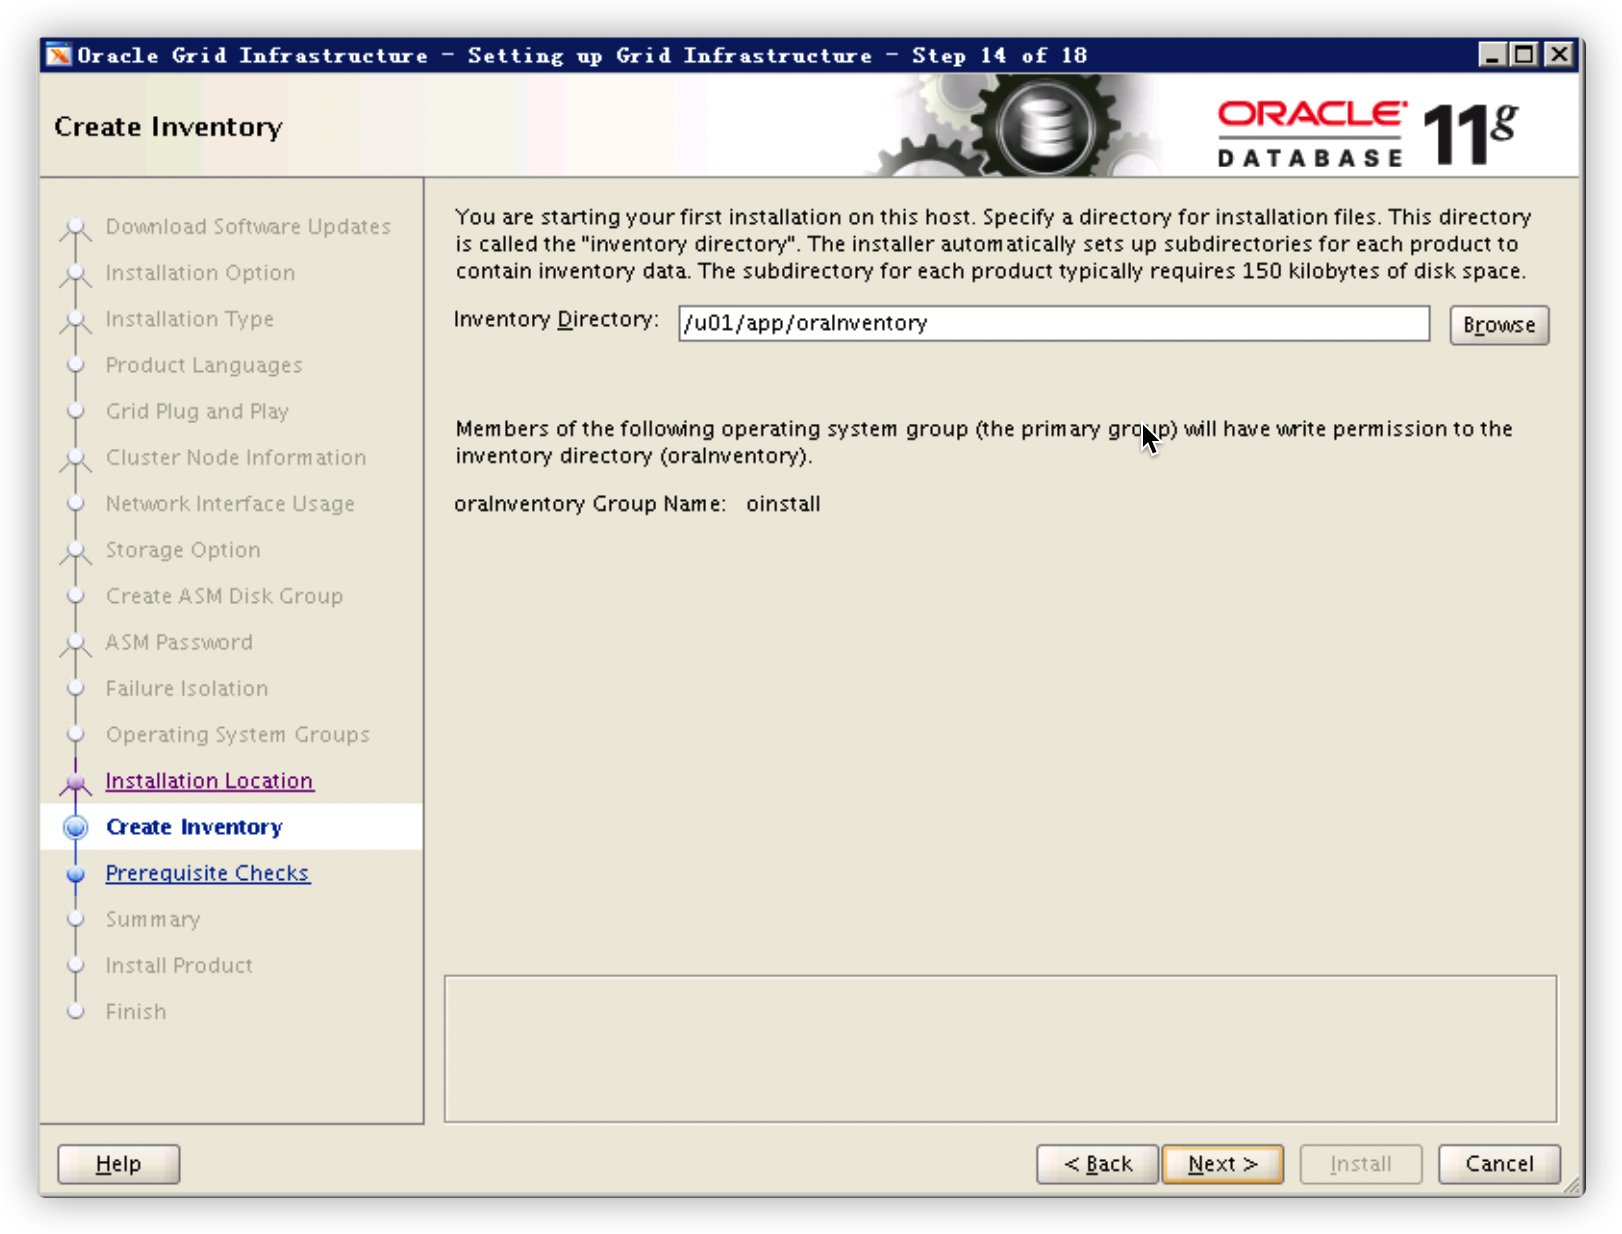 Oracle Grid Infrastructure - Setting up Grid Infrastructure - Step 14 of 18
Create Inventory
ORACLE
DATABASE
11g
Download Software Updates
Installation Option
Installation Type
Product Languages
Grid Plug and Play
Cluster Node Information
Network Interface Usage
Storage Option
Create ASM Disk Group
ASM Password
Failure Isolation
Operating System Groups
Installation Location
Create Inventory
Prerequisite Checks
Summary
Install Product
Finish
You are starting your first installation on this host. Specify a directory for installation files. This directory
is called the "inventory directory". The installer automatically sets up subdirectories for each product to
contain inventory data. The subdirectory for each product typically requires 150 kilobytes of disk space.
Inventory Directory: /u01/app/oraInventory Browse
Members of the following operating system group (the primary group) will have write permission to the
inventory directory (oraInventory).
oraInventory Group Name: oinstall
Help < Back Next > Install Cancel